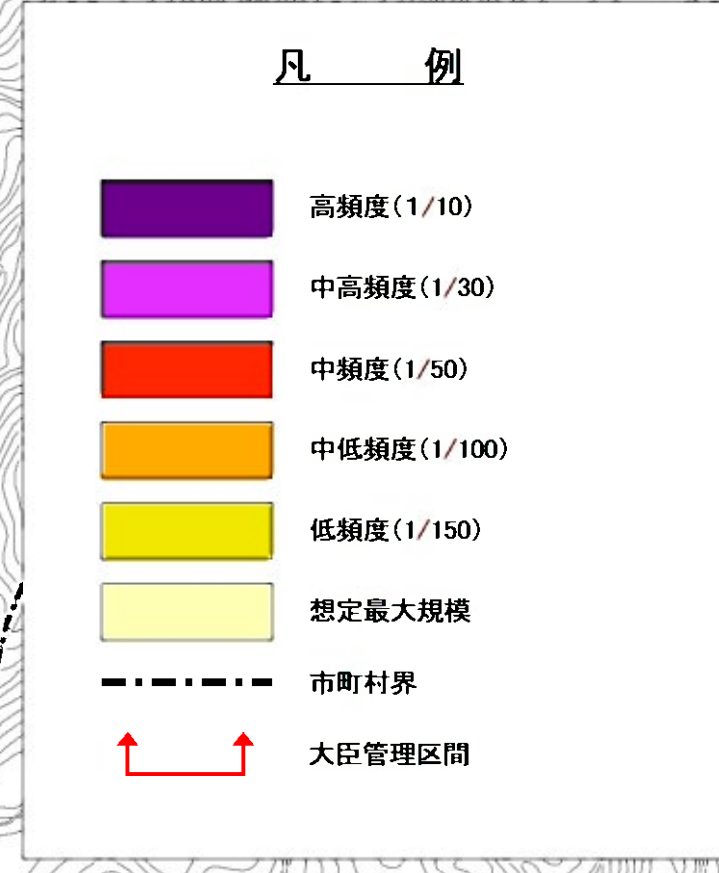 凡　例
高頻度(1/10)
中高頻度(1/30)
中頻度(1/50)
中低頻度(1/100)
低頻度(1/150)
想定最大規模
市町村界
大臣管理区間